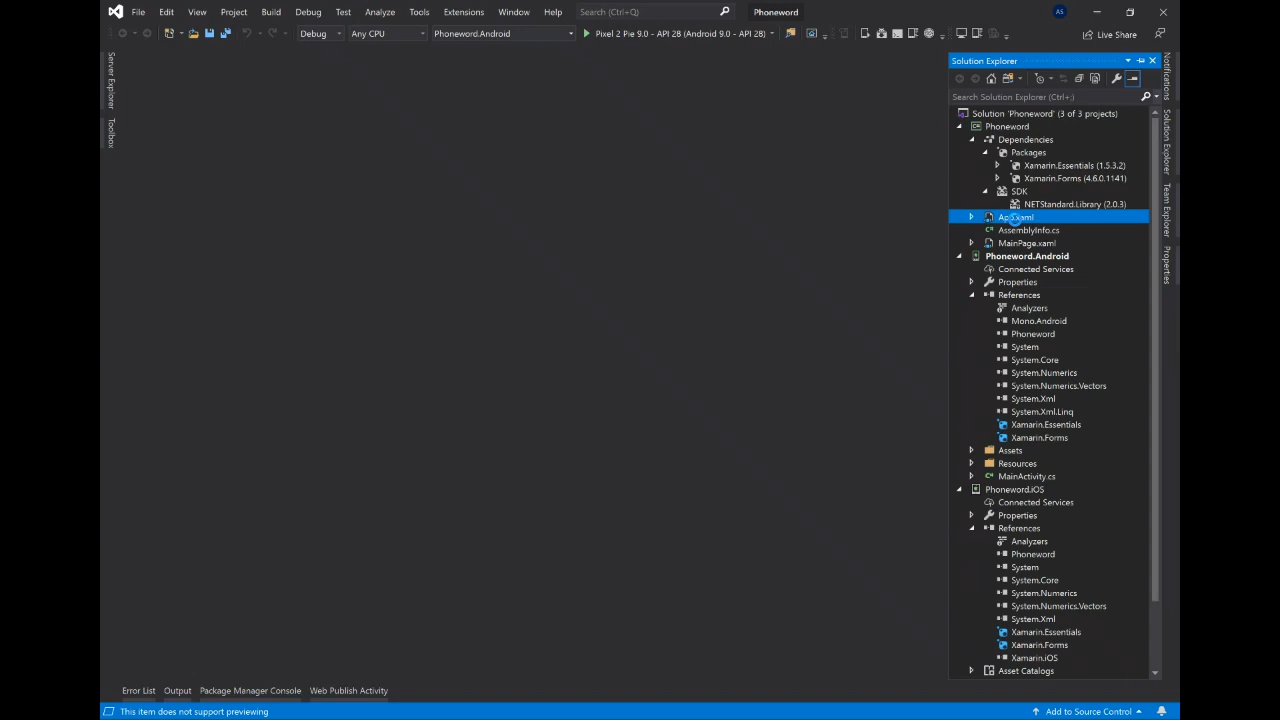 File Edit View Project Build Debug Test Analyze Tools Extensions Window Help Search (Ctrl+Q) Phoneword AS
Debug Any CPU Phoneword.Android Pixel 2 Pie 9.0 - API 28 (Android 9.0 - API 28) Live Share
Server Explorer
Toolbox
Solution Explorer
Search Solution Explorer (Ctrl+;)
Solution 'Phoneword' (3 of 3 projects)
Phoneword
Dependencies
Packages
Xamarin.Essentials (1.5.3.2)
Xamarin.Forms (4.6.0.1141)
SDK
NETStandard.Library (2.0.3)
App.xaml
AssemblyInfo.cs
MainPage.xaml
Phoneword.Android
Connected Services
Properties
References
Analyzers
Mono.Android
Phoneword
System
System.Core
System.Numerics
System.Numerics.Vectors
System.Xml
System.Xml.Linq
Xamarin.Essentials
Xamarin.Forms
Assets
Resources
MainActivity.cs
Phoneword.iOS
Connected Services
Properties
References
Analyzers
Phoneword
System
System.Core
System.Numerics
System.Numerics.Vectors
System.Xml
Xamarin.Essentials
Xamarin.Forms
Xamarin.iOS
Asset Catalogs
Notifications
Solution Explorer
Team Explorer
Properties
Error List Output Package Manager Console Web Publish Activity
This item does not support previewing Add to Source Control